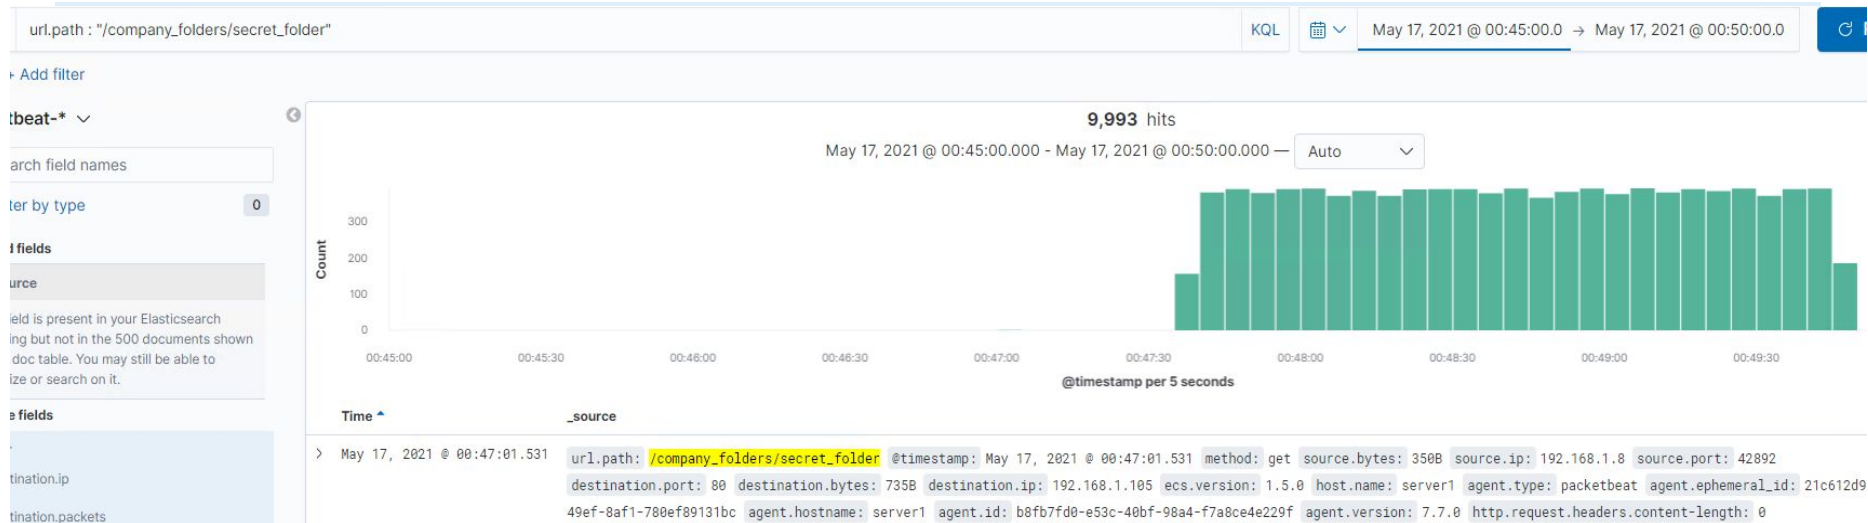 url.path : "/company_folders/secret_folder"
KQL
May 17, 2021 @ 00:45:00.0 → May 17, 2021 @ 00:50:00.0
+ Add filter
tbeat-*
arch field names
ter by type 0
d fields
urce
ield is present in your Elasticsearch
ing but not in the 500 documents shown
doc table. You may still be able to
ize or search on it.
e fields
tination.ip
tination.packets
9,993 hits
May 17, 2021 @ 00:45:00.000 - May 17, 2021 @ 00:50:00.000 — Auto
Count
300
200
100
0
00:45:00 00:45:30 00:46:00 00:46:30 00:47:00 00:47:30 00:48:00 00:48:30 00:49:00 00:49:30
@timestamp per 5 seconds
Time _source
May 17, 2021 @ 00:47:01.531
url.path: /company_folders/secret_folder @timestamp: May 17, 2021 @ 00:47:01.531 method: get source.bytes: 350B source.ip: 192.168.1.8 source.port: 42892
destination.port: 80 destination.bytes: 735B destination.ip: 192.168.1.105 ecs.version: 1.5.0 host.name: server1 agent.type: packetbeat agent.ephemeral_id: 21c612d9
49ef-8af1-780ef89131bc agent.hostname: server1 agent.id: b8fb7fd0-e53c-40bf-98a4-f7a8ce4e229f agent.version: 7.7.0 http.request.headers.content-length: 0